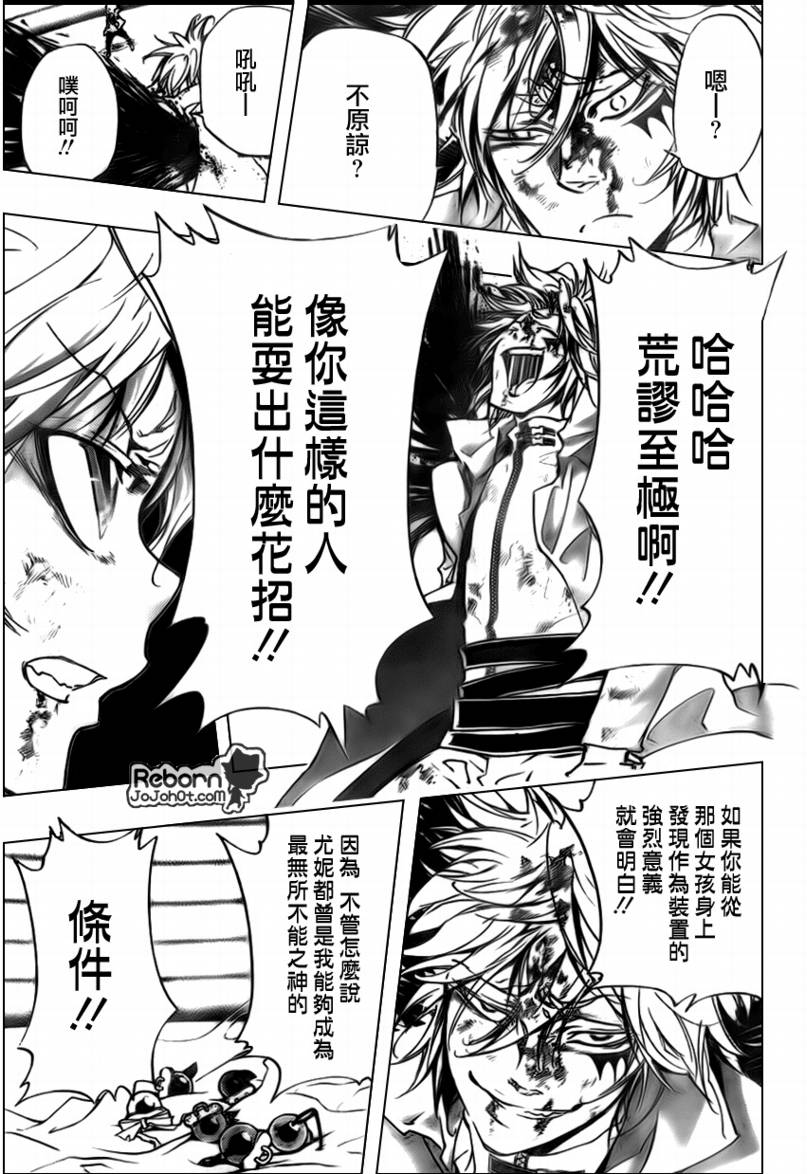 嗯ー?
不原諒?
吼吼ー
噗呵呵!!
哈哈哈
荒謬至極啊!!
像你這樣的人
能耍出什麼花招!!
Reborn
JoJoHOt.com
如果你能從
那個女孩身上
發現作為裝置的
強烈意義
就會明白!!
因為 不管怎麼說
尤妮都曾是我能夠成為
最無所不能之神的
條件!!